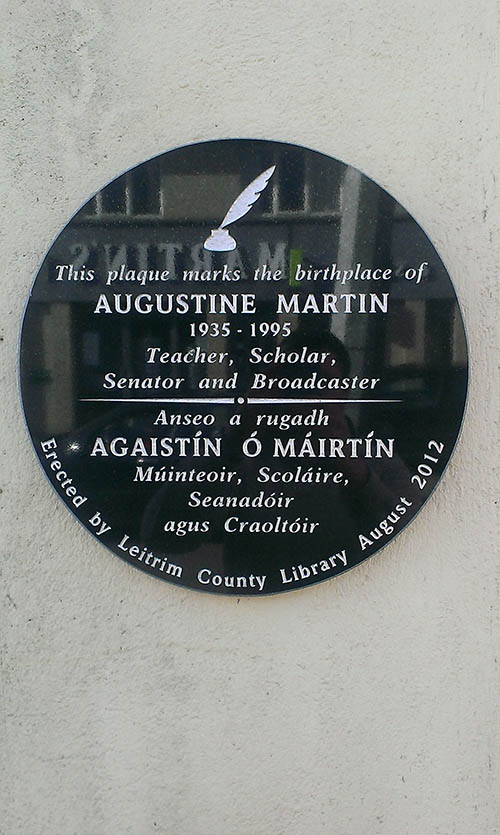 This plaque marks the birthplace of
AUGUSTINE MARTIN
1935 - 1995
Teacher, Scholar,
Senator and Broadcaster
Anseo a rugadh
AGAISTÍN Ó MÁIRTÍN
Múinteoir, Scoláire,
Seanadóir
agus Craoltóir
Erected by Leitrim County Library August 2012
MARTIN'S